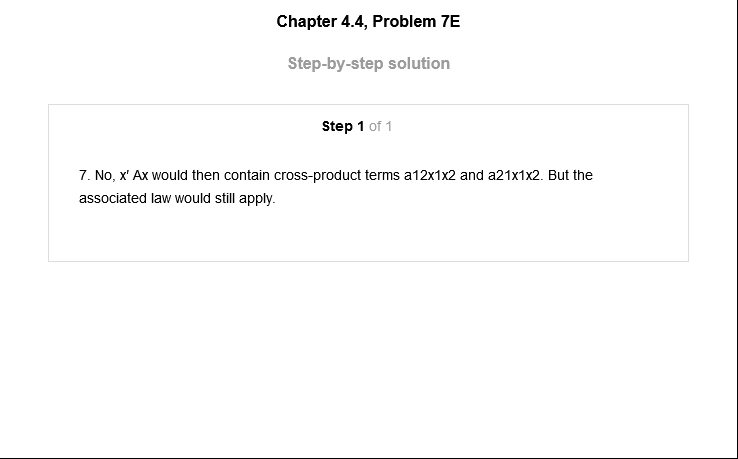 Chapter 4.4, Problem 7E
Step-by-step solution
Step 1 of 1
7. No, x′ Ax would then contain cross-product terms a12x1x2 and a21x1x2. But the
associated law would still apply.